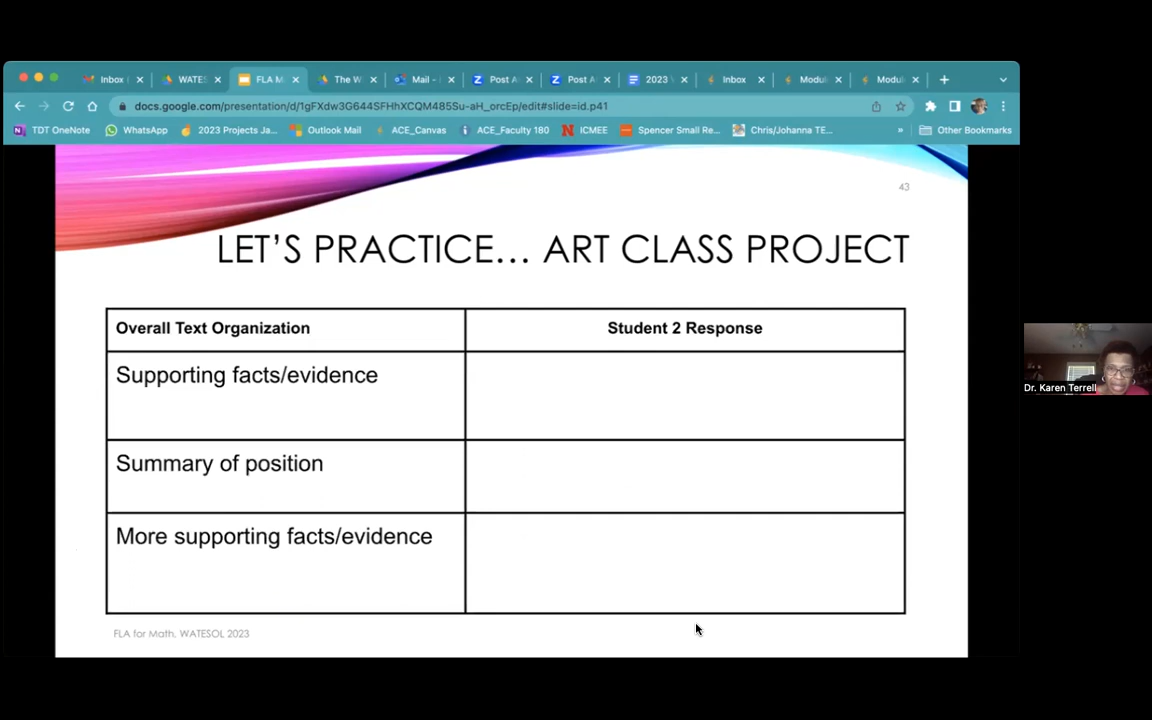 Inbox (
WATES
FLA M
The W
Mail -
Post A
Post A
2023
Inbox
Modul
Modul
docs.google.com/presentation/d/1gFXdw3G644SFHhXCQM485Su-aH_orcEp/edit#slide=id.p41
TDT OneNote
WhatsApp
2023 Projects Ja...
Outlook Mail
ACE_Canvas
ACE_Faculty 180
ICMEE
Spencer Small Re...
Chris/Johanna TE...
»
Other Bookmarks
43
LET'S PRACTICE... ART CLASS PROJECT
Overall Text Organization
Student 2 Response
Supporting facts/evidence
Summary of position
More supporting facts/evidence
FLA for Math. WATESOL 2023
Dr. Karen Terrell